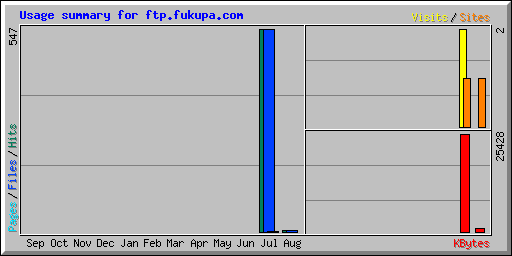 Usage summary for ftp.fukupa.com
Visits / Sites
547
2
Pages / Files / Hits
25428
Sep Oct Nov Dec Jan Feb Mar Apr May Jun Jul Aug
KBytes